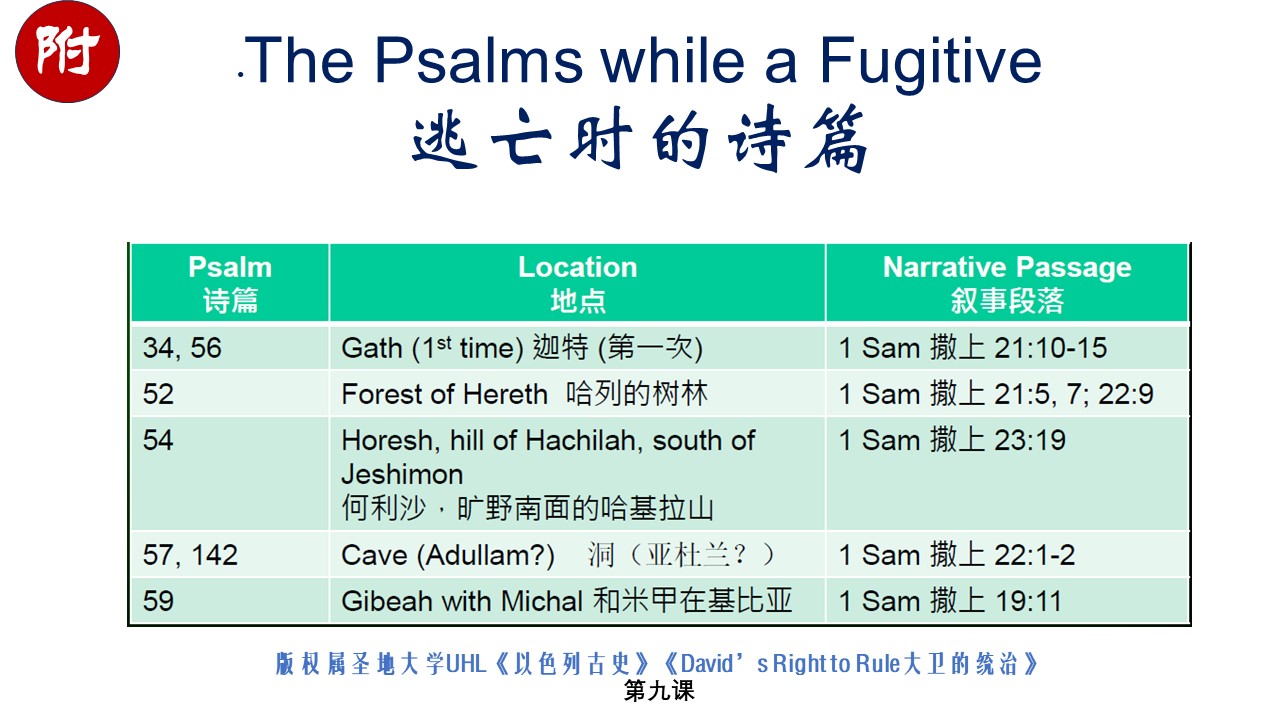 附
.The Psalms while a Fugitive
逃亡时的诗篇
Psalm Location Narrative Passage
诗篇 地点 叙事段落
34, 56 Gath (1st time) 迦特 (第一次) 1 Sam 撒上 21:10-15
52 Forest of Hereth 哈列的树林 1 Sam 撒上 21:5, 7; 22:9
54 Horesh, hill of Hachilah, south of 1 Sam 撒上 23:19
Jeshimon
何利沙，旷野南面的哈基拉山
57, 142 Cave (Adullam?) 洞（亚杜兰？） 1 Sam 撒上 22:1-2
59 Gibeah with Michal 和米甲在基比亚 1 Sam 撒上 19:11
版权属圣地大学UHL《以色列古史》《David’s Right to Rule大卫的统治》
第九课